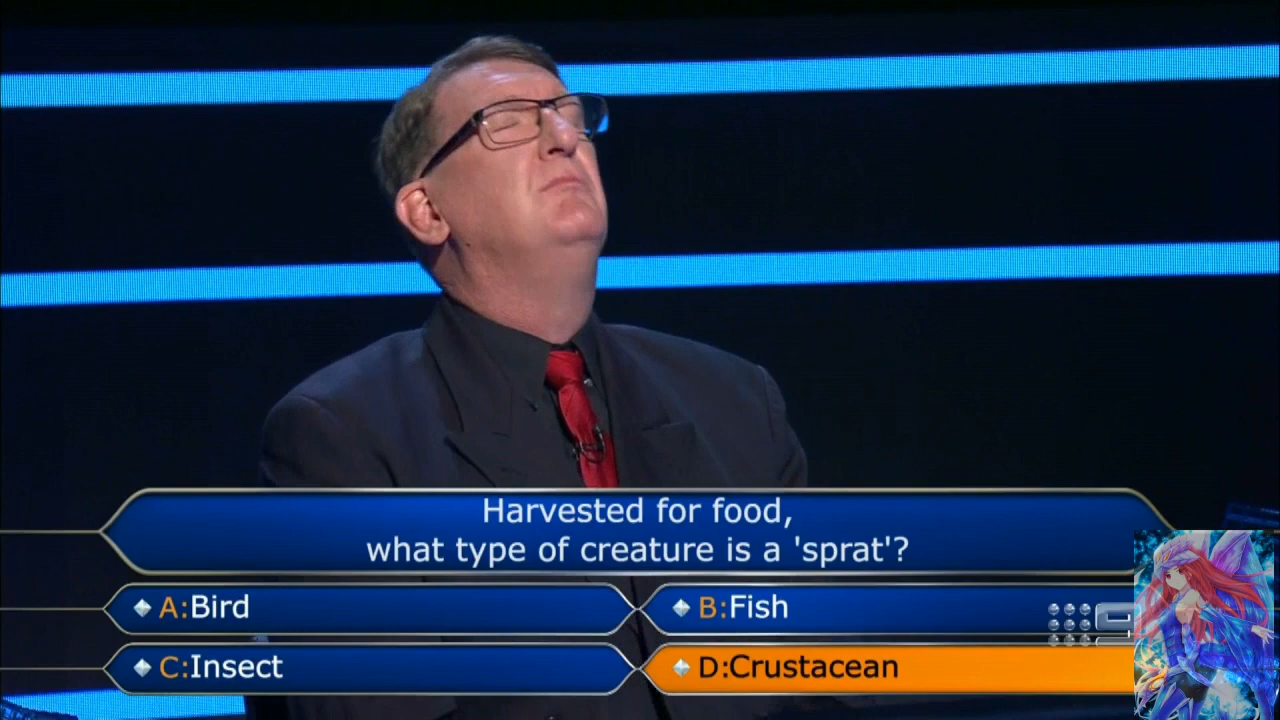 Harvested for food,
what type of creature is a 'sprat'?
A:Bird
B:Fish
C:Insect
D:Crustacean